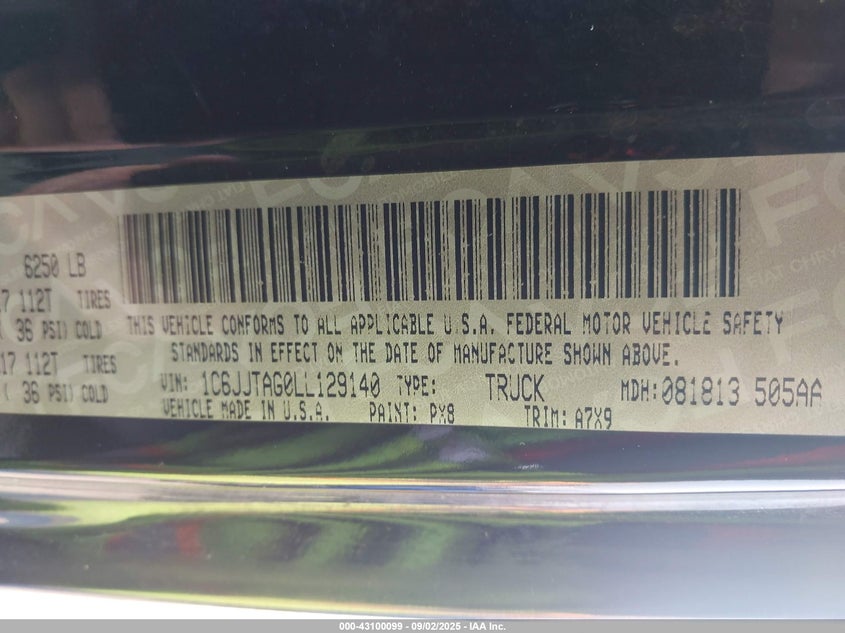 6250 LB
17 112T TIRES
( 36 PSI) COLD
17 112T TIRES
( 36 PSI) COLD
THIS VEHICLE CONFORMS TO ALL APPLICABLE U.S.A. FEDERAL MOTOR VEHICLE SAFETY
STANDARDS IN EFFECT ON THE DATE OF MANUFACTURE SHOWN ABOVE.
VIN: 1C6JJTAG0LL129140 TYPE: TRUCK MDH:081813 505AA
VEHICLE MADE IN U.S.A. PAINT: PX8 TRIM: A7X9
000-43100099 - 09/02/2025 - IAA Inc.